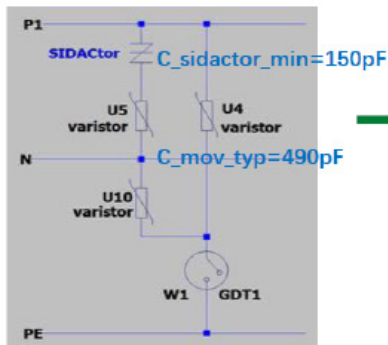 P1
SIDACtor C_sidactor_min=150pF
U5 U4
varistor varistor
N C_mov_typ=490pF
U10
varistor
W1 GDT1
PE